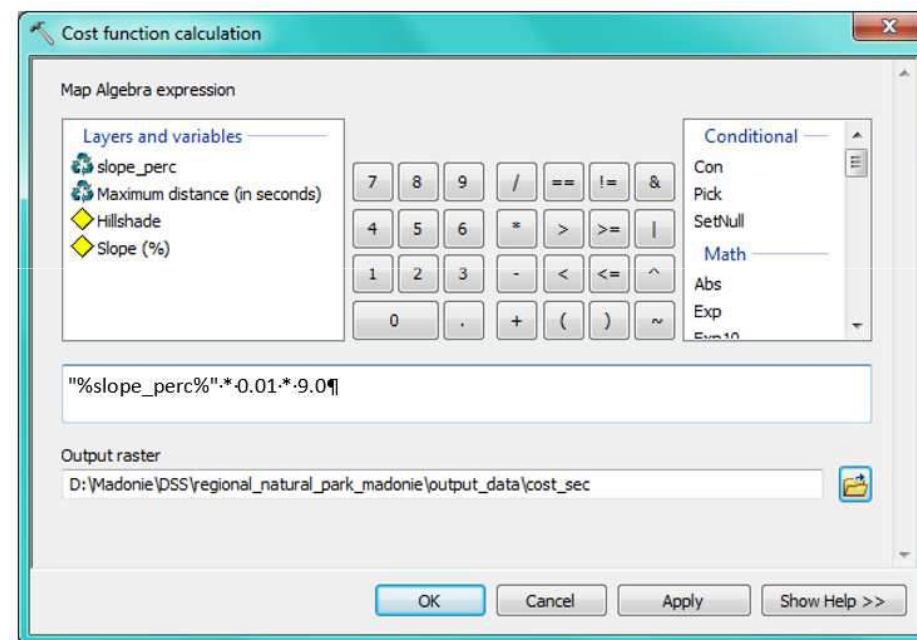 Cost function calculation
x
Map Algebra expression
Layers and variables
slope_perc
Maximum distance (in seconds)
Hillshade
Slope (%)
7 8 9 / == != &
4 5 6 * > >= |
1 2 3 - < <= ^
0 . + ( ) ~
Conditional
Con
Pick
SetNull
Math
Abs
Exp
Exp10
"%slope_perc%"·*·0.01·*·9.0¶
Output raster
D:\Madonie\DSS\regional_natural_park_madonie\output_data\cost_sec
OK Cancel Apply Show Help >>